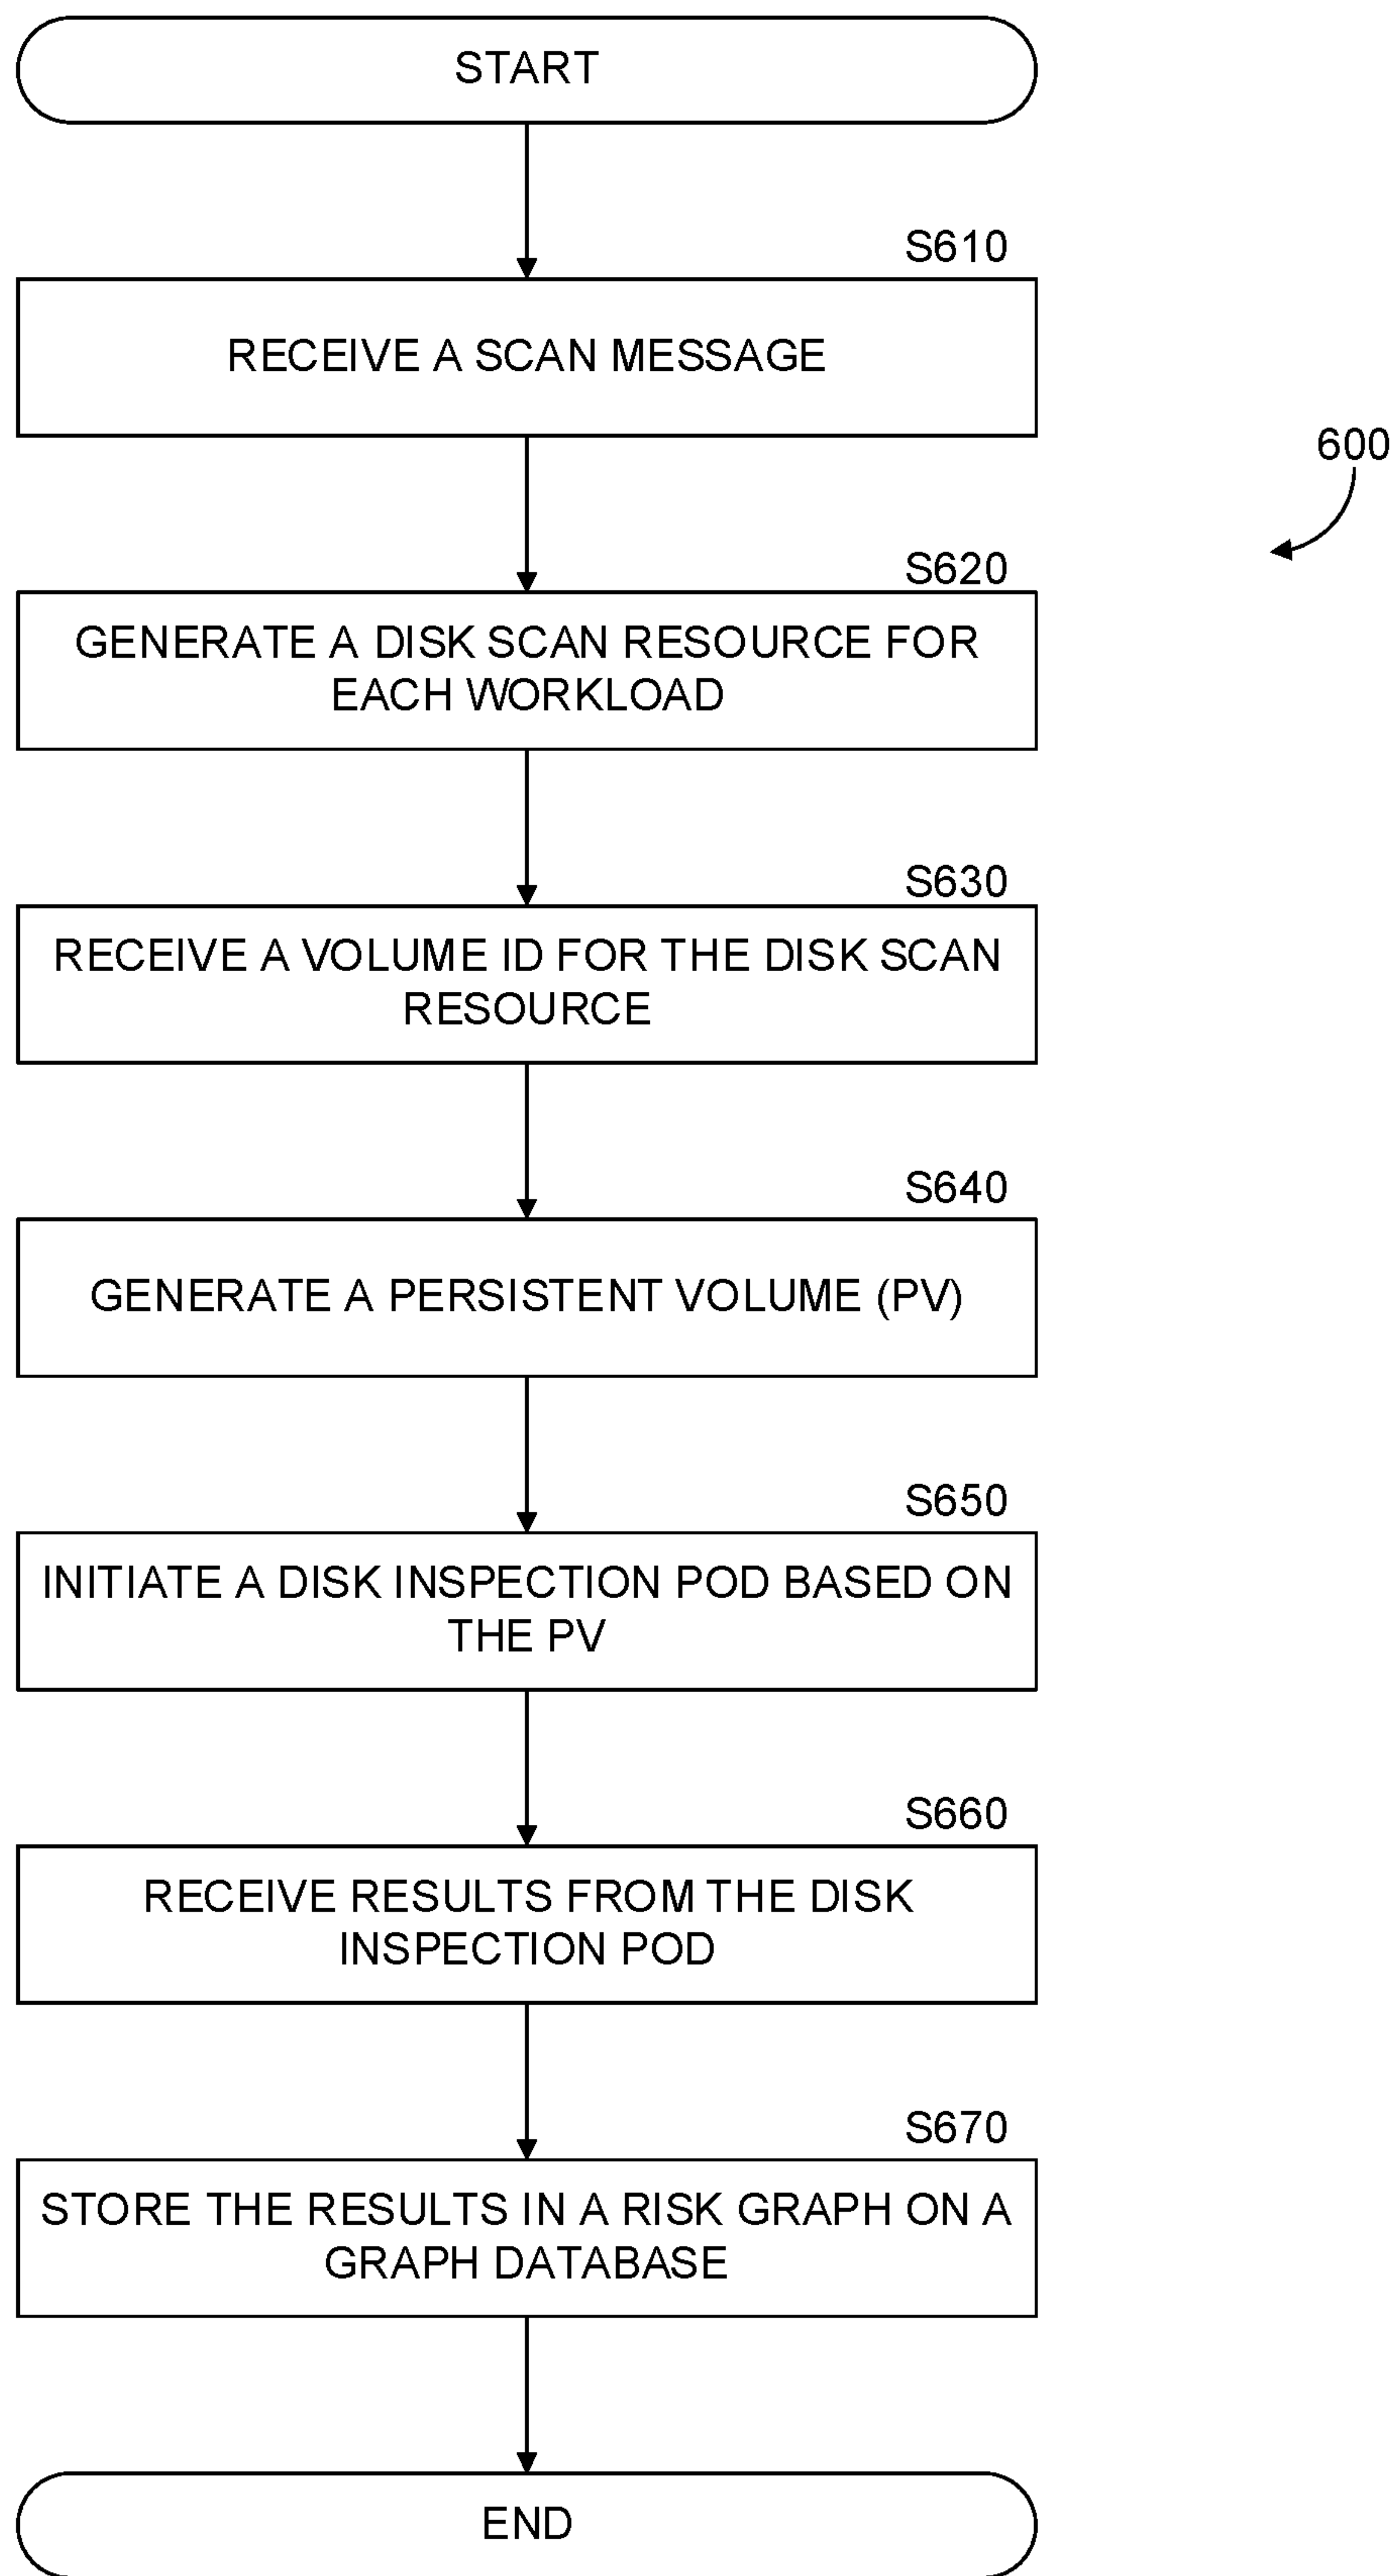 START
S610
RECEIVE A SCAN MESSAGE
600
S620
GENERATE A DISK SCAN RESOURCE FOR
EACH WORKLOAD
S630
RECEIVE A VOLUME ID FOR THE DISK SCAN
RESOURCE
S640
GENERATE A PERSISTENT VOLUME (PV)
S650
INITIATE A DISK INSPECTION POD BASED ON
THE PV
S660
RECEIVE RESULTS FROM THE DISK
INSPECTION POD
S670
STORE THE RESULTS IN A RISK GRAPH ON A
GRAPH DATABASE
END